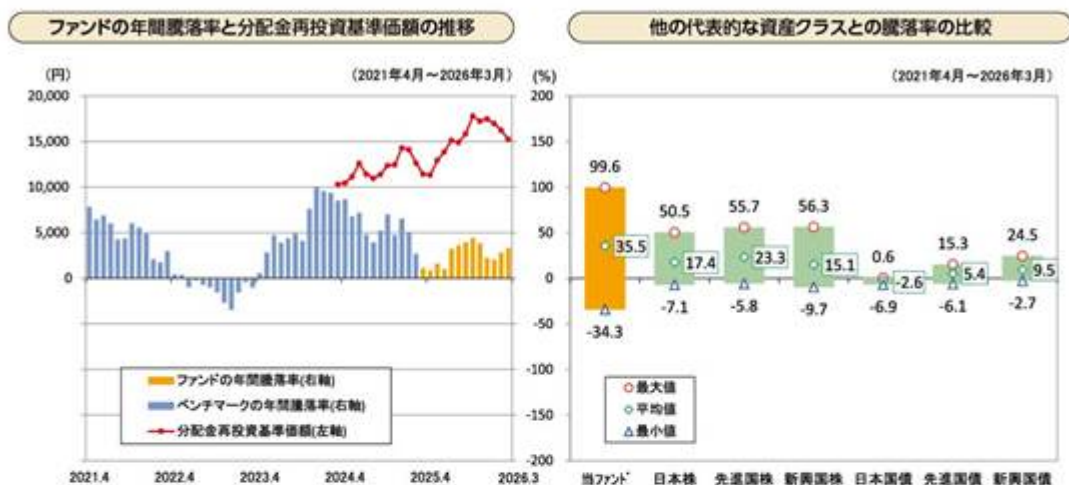 ファンドの年間騰落率と分配金再投資基準価額の推移
(円)
(2021年4月～2026年3月)
(%)
20,000
15,000
10,000
5,000
0
200
150
100
50
0
-50
-100
-150
-200
ファンドの年間騰落率(右軸)
ベンチマークの年間騰落率(右軸)
分配金再投資基準価額(左軸)
2021.4
2022.4
2023.4
2024.4
2025.4
2026.3
他の代表的な資産クラスとの騰落率の比較
(2021年4月～2026年3月)
99.6
35.5
-34.3
50.5
17.4
-7.1
55.7
23.3
-5.8
56.3
15.1
-9.7
0.6
-2.6
-6.9
15.3
5.4
-6.1
24.5
9.5
-2.7
最大値
平均値
最小値
当ファンド
日本株
先進国株
新興国株
日本国債
先進国債
新興国債